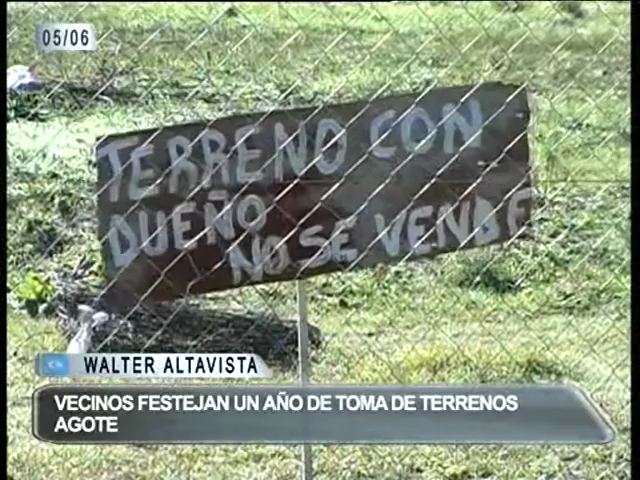 05/06
TERRENO CON
DUEÑO
NO SE VENDE
WALTER ALTAVISTA
VECINOS FESTEJAN UN AÑO DE TOMA DE TERRENOS
AGOTE